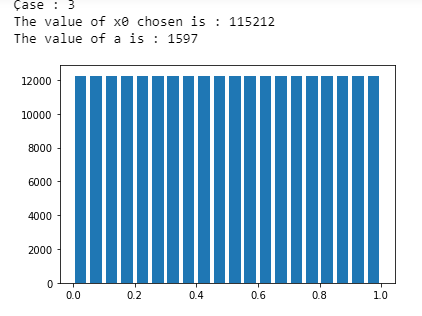 Case : 3
The value of x0 chosen is : 115212
The value of a is : 1597
12000
10000
8000
6000
4000
2000
0
0.0 0.2 0.4 0.6 0.8 1.0